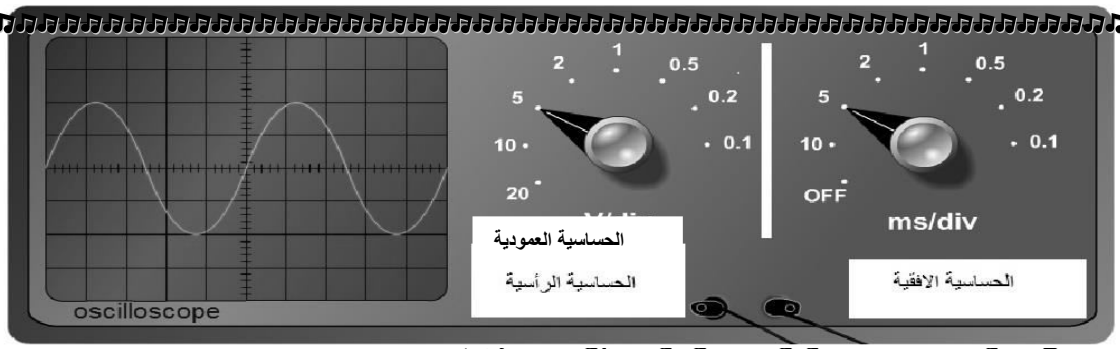 2 1 0.5
5 0.2
10 0.1
20
الحساسية العمودية
الحساسية الرأسية
2 1 0.5
5 0.2
10 0.1
OFF
ms/div
الحساسية الافقية
oscilloscope